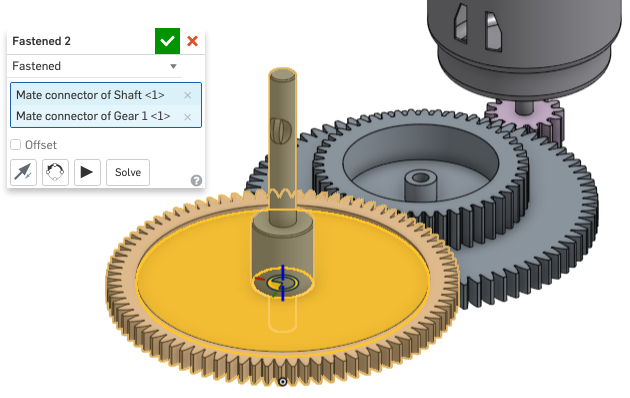 Fastened 2
Fastened
Mate connector of Shaft <1>
Mate connector of Gear 1 <1>
Offset
Solve
?